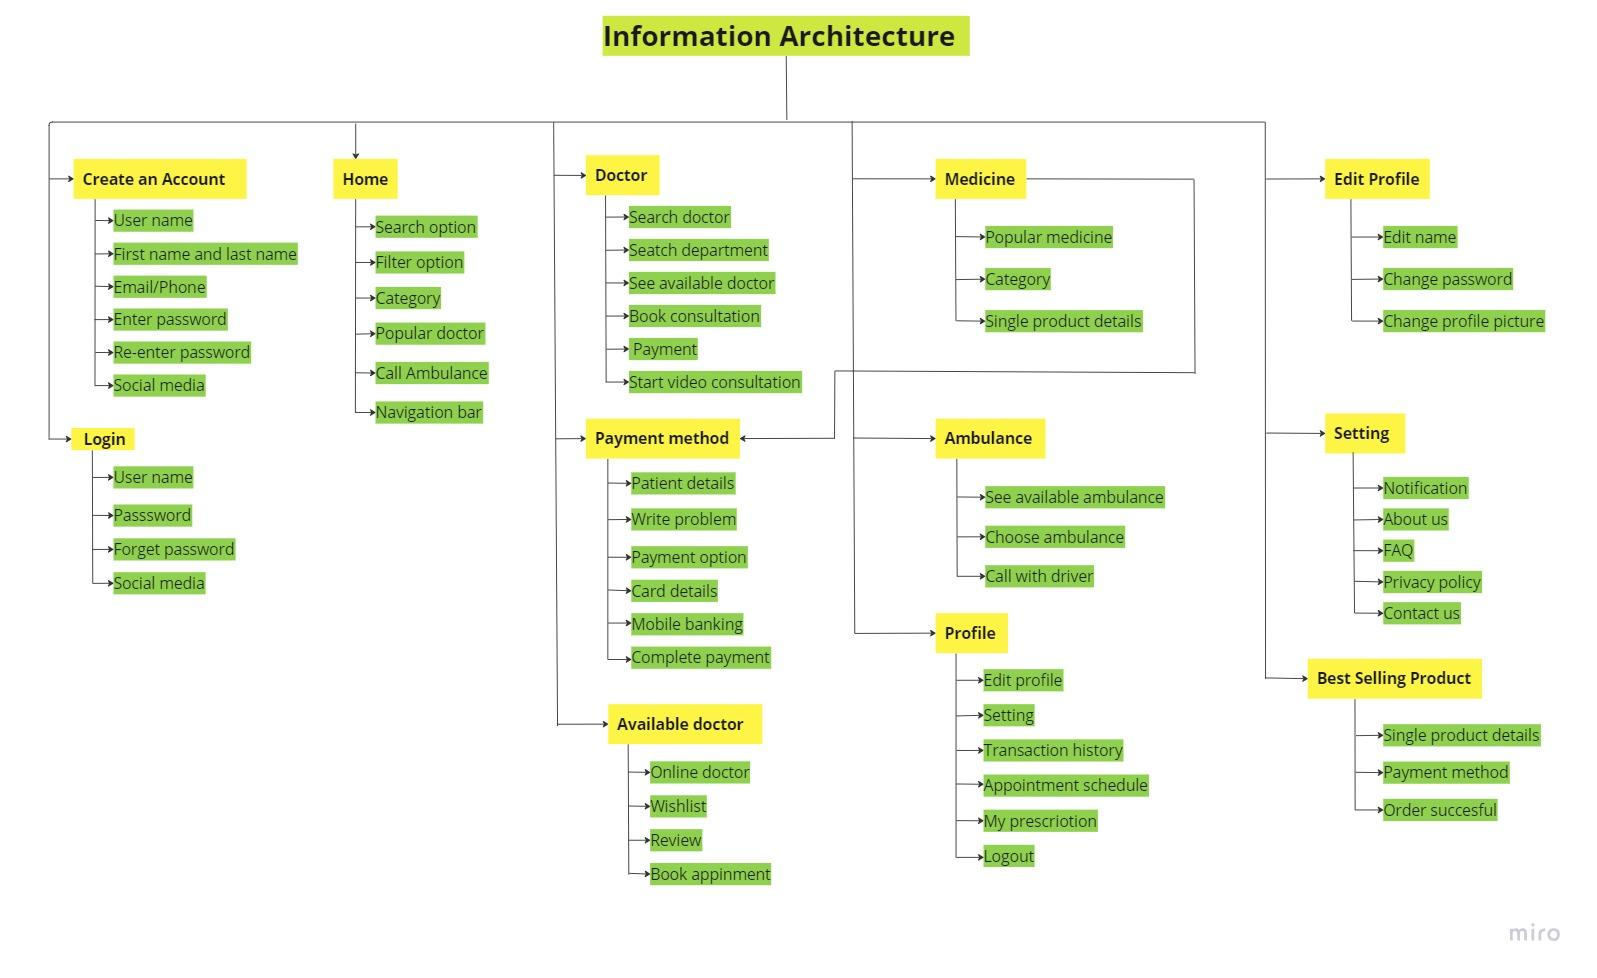 Information Architecture
Create an Account
User name
First name and last name
Email/Phone
Enter password
Re-enter password
Social media
Login
User name
Passsword
Forget password
Social media
Home
Search option
Filter option
Category
Popular doctor
Call Ambulance
Navigation bar
Doctor
Search doctor
Seatch department
See available doctor
Book consultation
Payment
Start video consultation
Payment method
Patient details
Write problem
Payment option
Card details
Mobile banking
Complete payment
Available doctor
Online doctor
Wishlist
Review
Book appinment
Medicine
Popular medicine
Category
Single product details
Ambulance
See available ambulance
Choose ambulance
Call with driver
Profile
Edit profile
Setting
Transaction history
Appointment schedule
My prescriotion
Logout
Edit Profile
Edit name
Change password
Change profile picture
Setting
Notification
About us
FAQ
Privacy policy
Contact us
Best Selling Product
Single product details
Payment method
Order succesful
miro